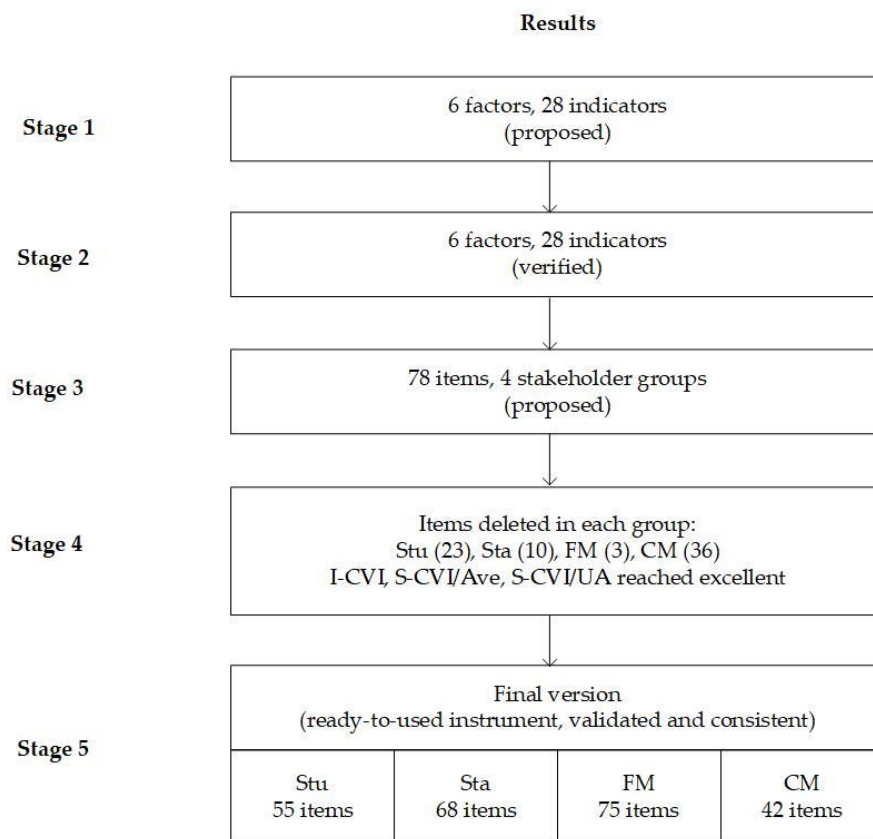 Results
Stage 1
6 factors, 28 indicators
(proposed)
Stage 2
6 factors, 28 indicators
(verified)
Stage 3
78 items, 4 stakeholder groups
(proposed)
Stage 4
Items deleted in each group:
Stu (23), Sta (10), FM (3), CM (36)
I-CVI, S-CVI/Ave, S-CVI/UA reached excellent
Stage 5
Final version
(ready-to-used instrument, validated and consistent)
Stu
55 items
Sta
68 items
FM
75 items
CM
42 items